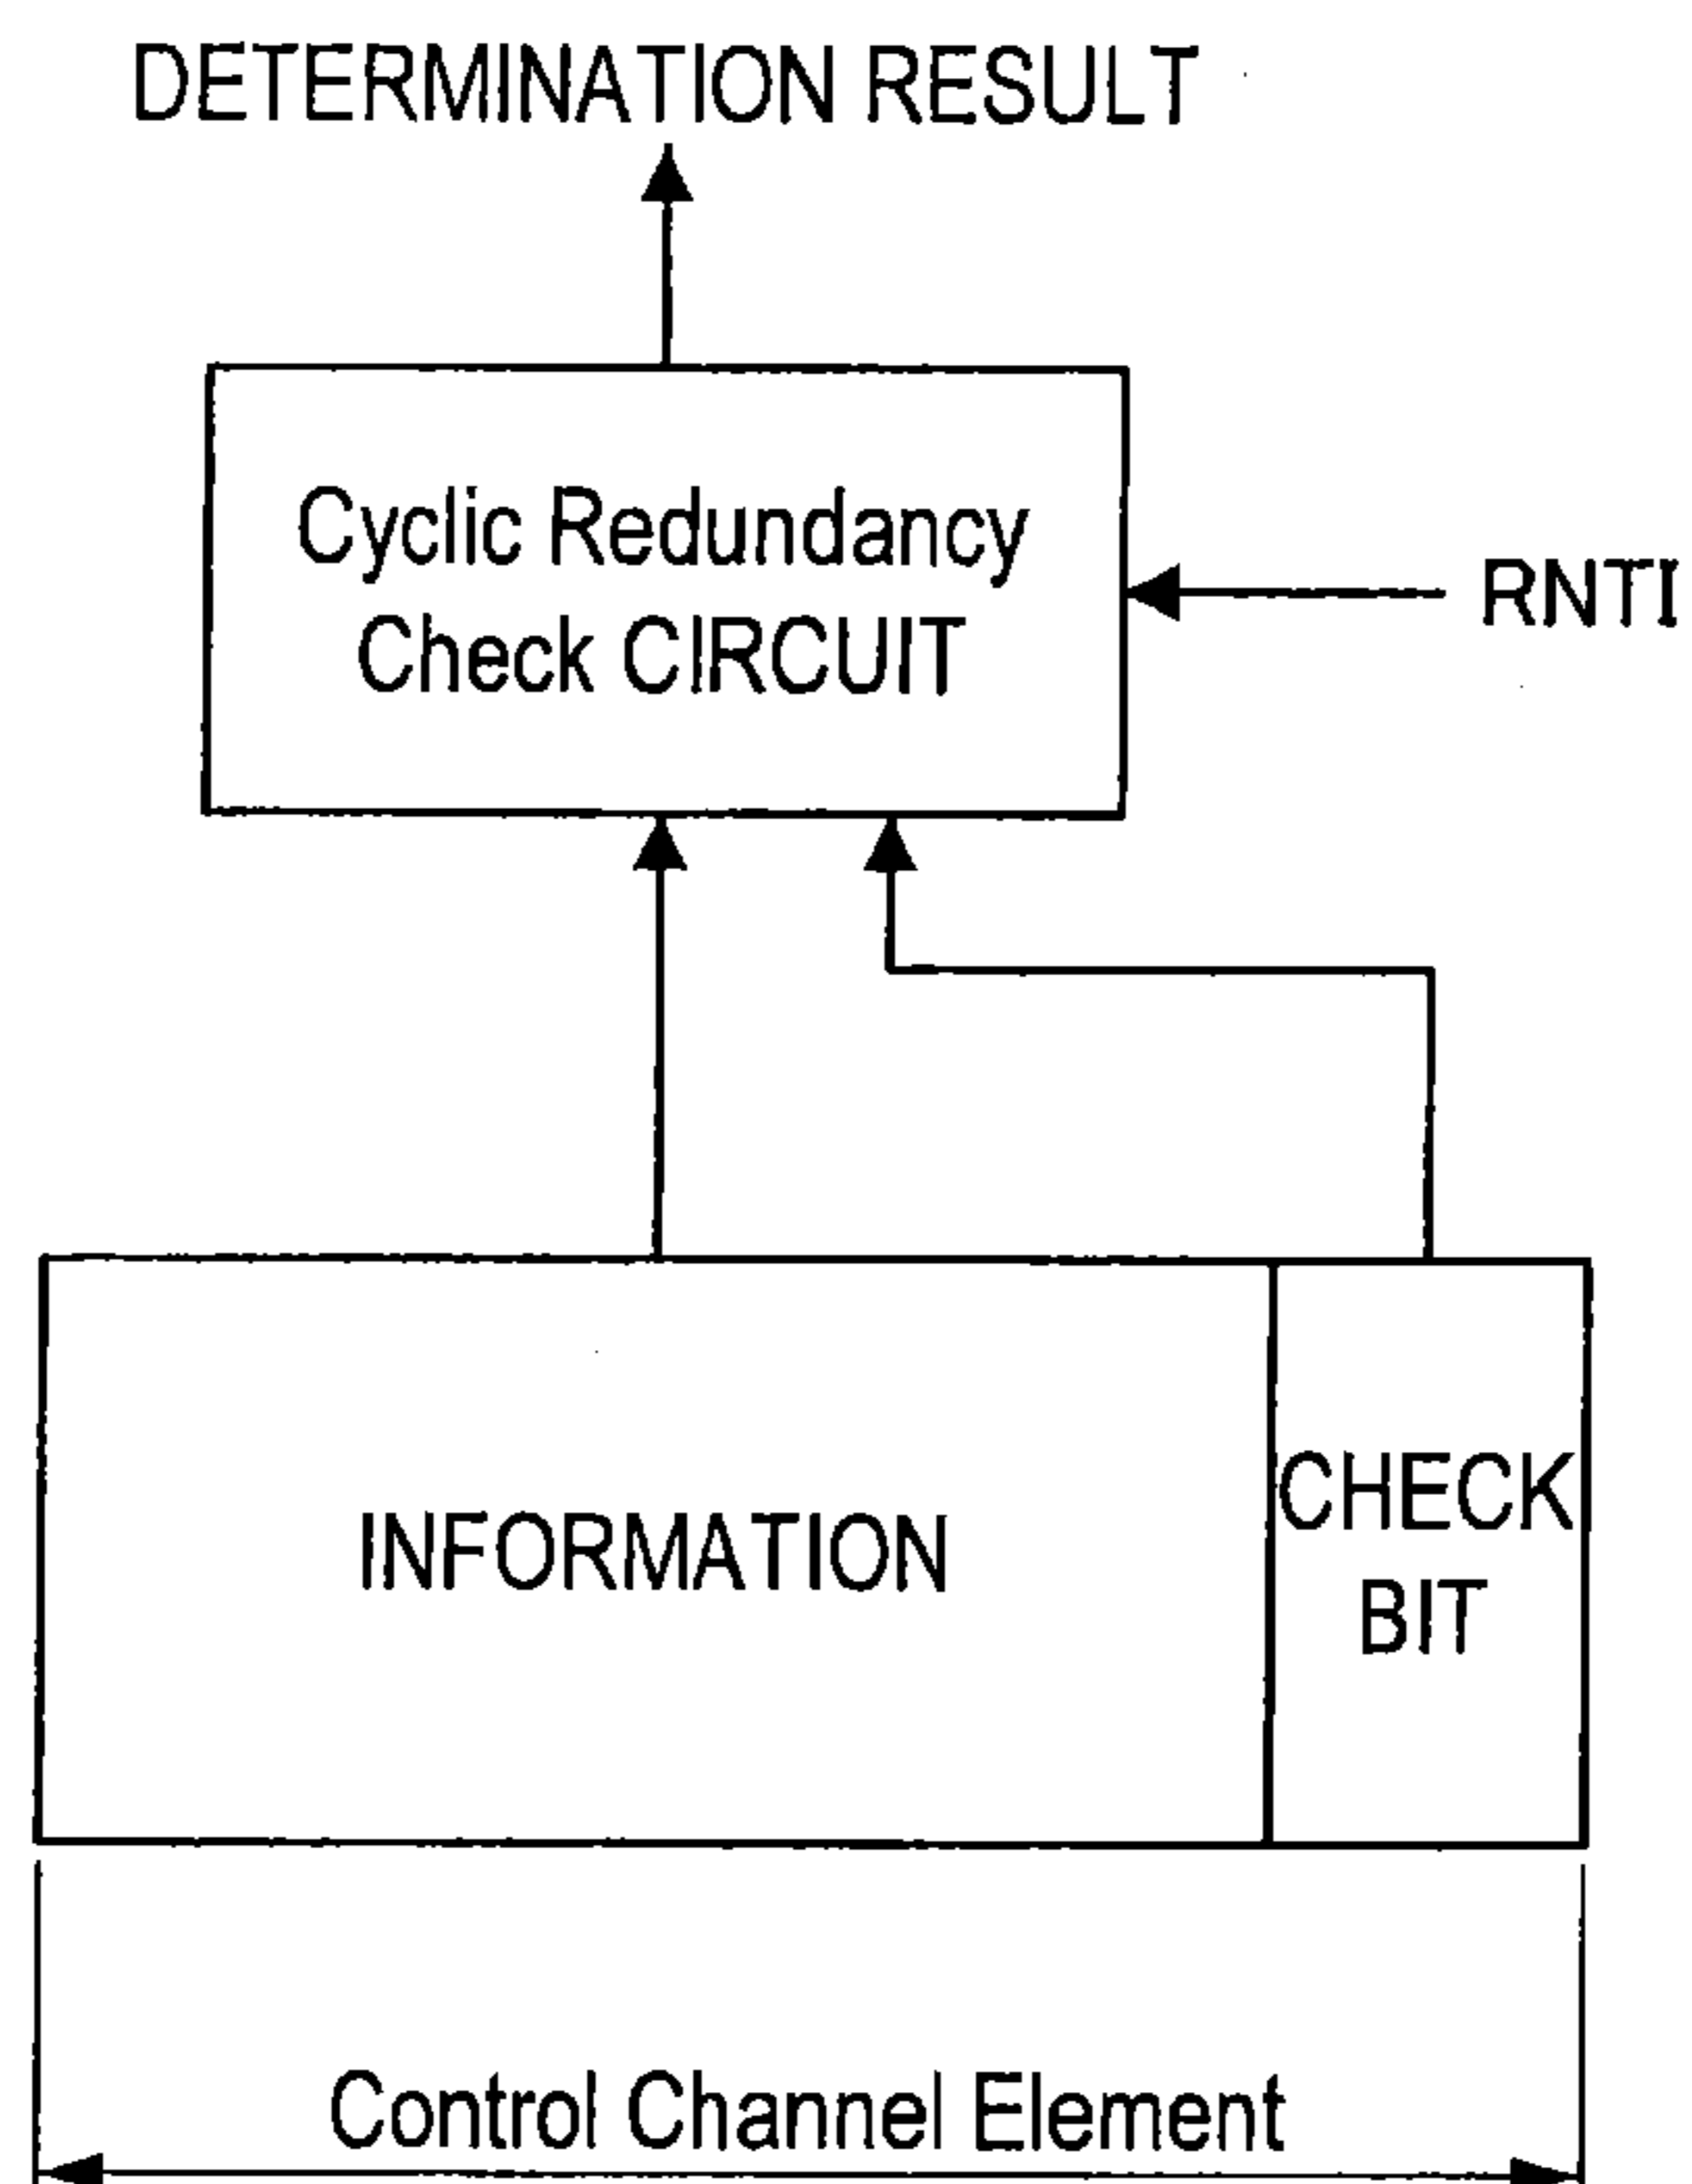 DETERMINATION RESULT
Cyclic Redundancy
Check CIRCUIT
RNTI
INFORMATION
CHECK
BIT
Control Channel Element